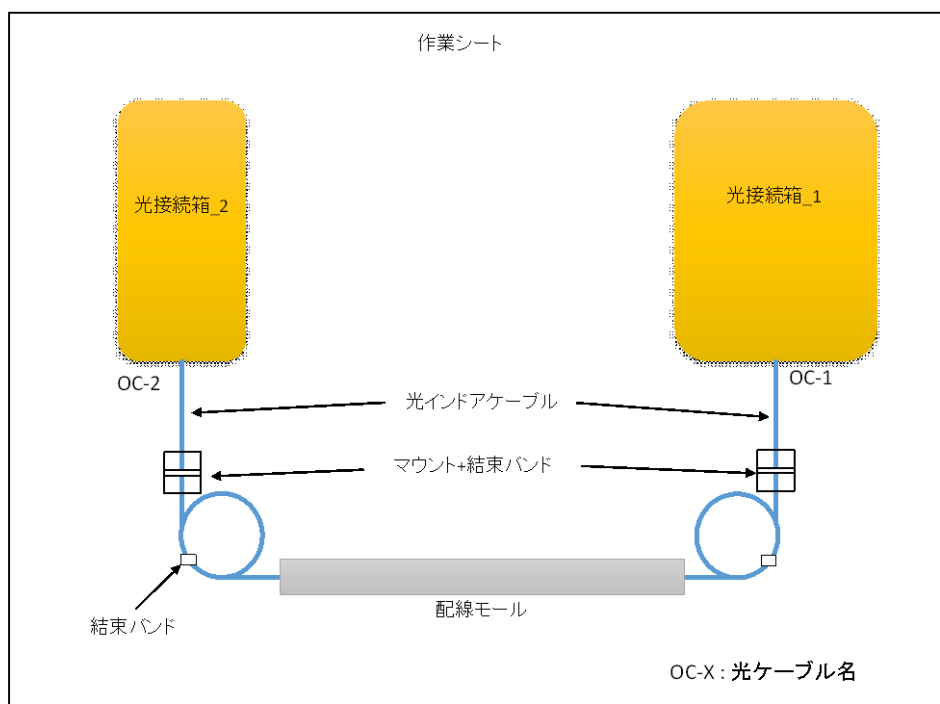 作業シート
光接続箱_2
光接続箱_1
OC-2
OC-1
光インドアケーブル
マウント+結束バンド
配線モール
結束バンド
OC-X : 光ケーブル名